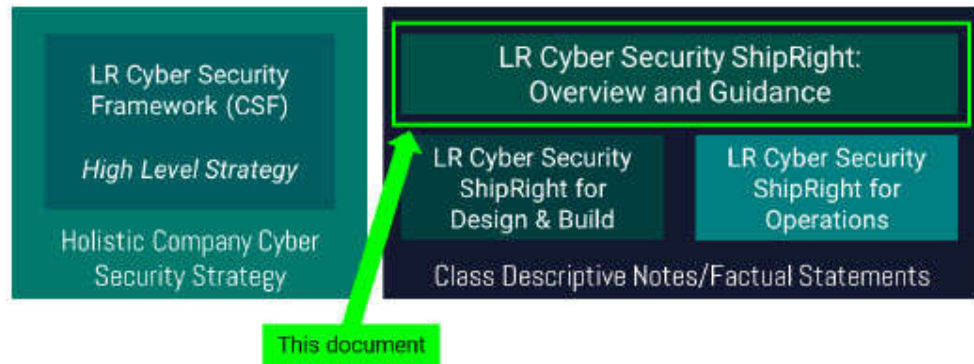 LR Cyber Security
Framework (CSF)
High Level Strategy
Holistic Company Cyber
Security Strategy
LR Cyber Security ShipRight:
Overview and Guidance
LR Cyber Security
ShipRight for
Design & Build
LR Cyber Security
ShipRight for
Operations
Class Descriptive Notes/Factual Statements
This document